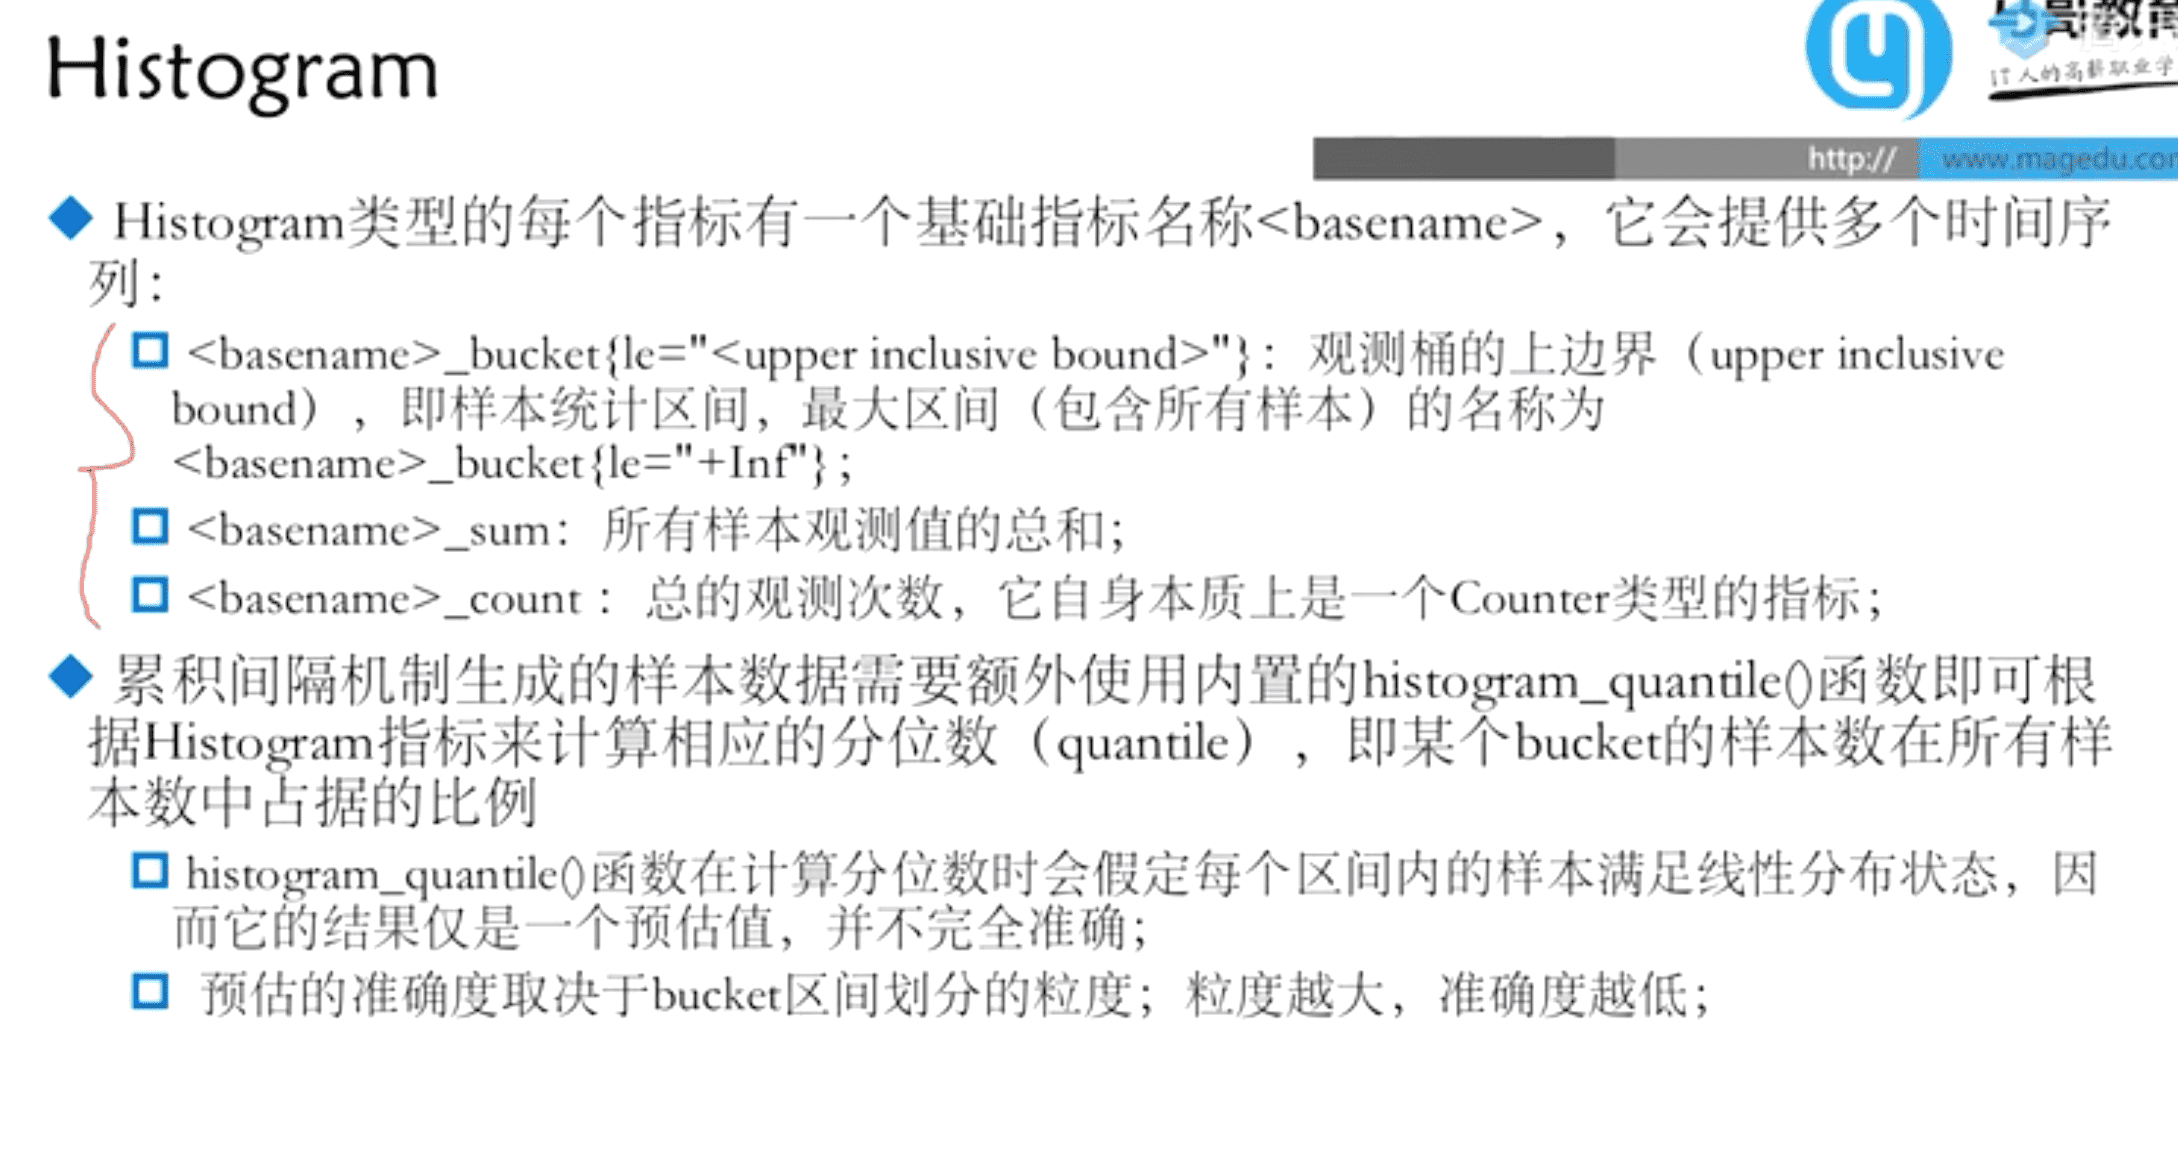 Histogram
教育
IT人的高薪职业学
http://
www.magedu.com
Histogram类型的每个指标有一个基础指标名称<basename>，它会提供多个时间序
列：
<basename>_bucket{le="<upper inclusive bound>"}：观测桶的上边界（upper inclusive
bound），即样本统计区间，最大区间（包含所有样本）的名称为
<basename>_bucket{le="+Inf"}；
<basename>_sum：所有样本观测值的总和；
<basename>_count ：总的观测次数，它自身本质上是一个Counter类型的指标；
累积间隔机制生成的样本数据需要额外使用内置的histogram_quantile()函数即可根
据Histogram指标来计算相应的分位数（quantile），即某个bucket的样本数在所有样
本数中占据的比例
histogram_quantile()函数在计算分位数时会假定每个区间内的样本满足线性分布状态，因
而它的结果仅是一个预估值，并不完全准确；
预估的准确度取决于bucket区间划分的粒度；粒度越大，准确度越低；